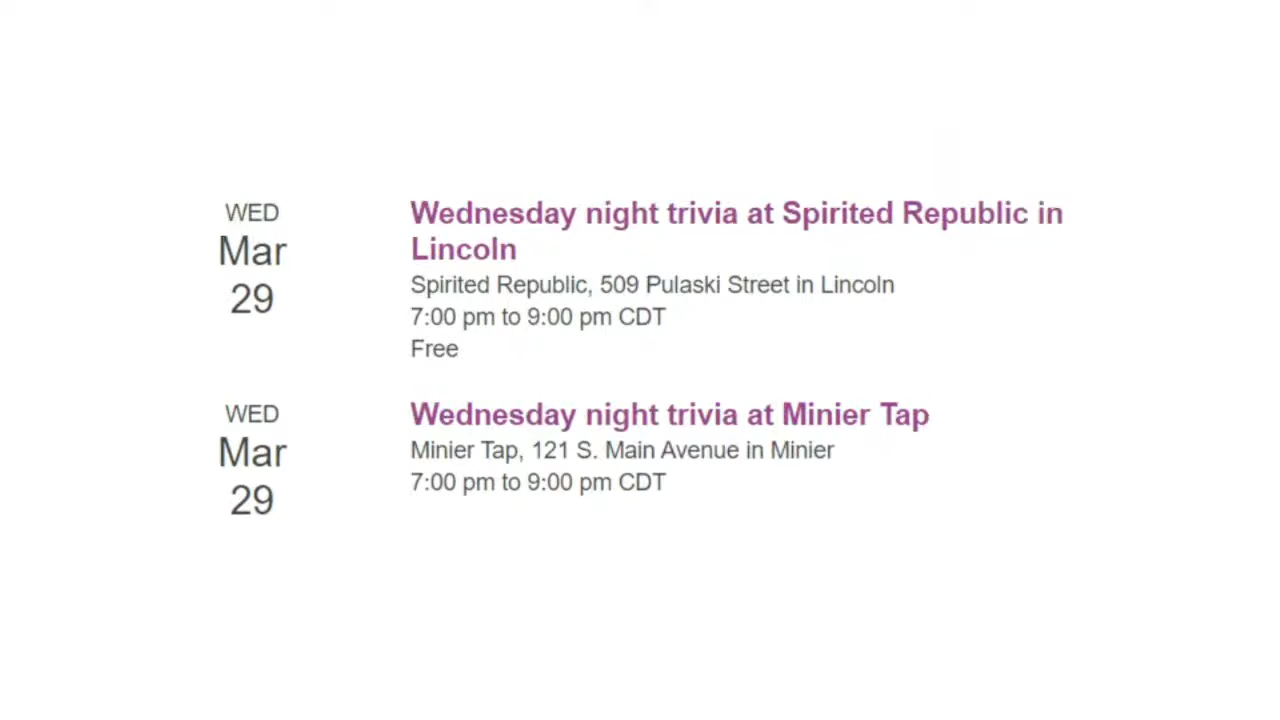 WED
Mar
29
Wednesday night trivia at Spirited Republic in
Lincoln
Spirited Republic, 509 Pulaski Street in Lincoln
7:00 pm to 9:00 pm CDT
Free
WED
Mar
29
Wednesday night trivia at Minier Tap
Minier Tap, 121 S. Main Avenue in Minier
7:00 pm to 9:00 pm CDT